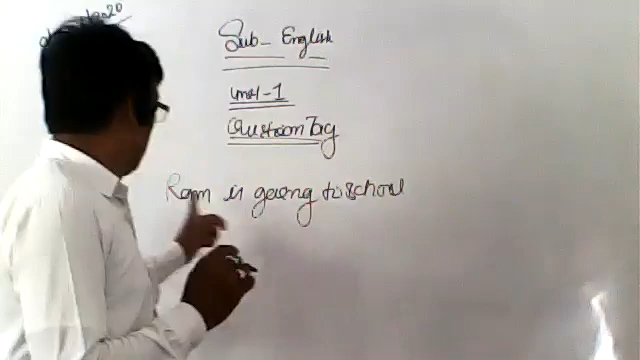 Sub- English
Unit-1
Question Tag
Ram is going to school